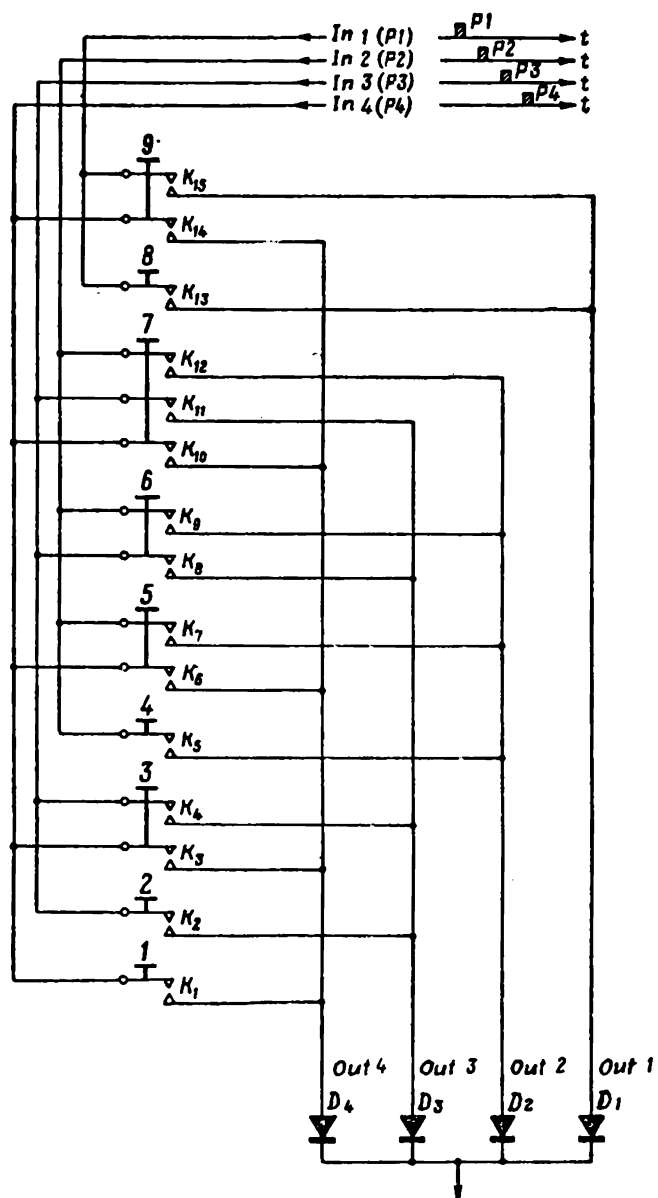 In 1 (P1) P1 t
In 2 (P2) P2 t
In 3 (P3) P3 t
In 4 (P4) P4 t
9
K15
K14
8
K13
7
K12
K11
K10
6
K9
K8
5
K7
K6
4
K5
3
K4
K3
2
K2
1
K1
Out 4 Out 3 Out 2 Out 1
D4 D3 D2 D1